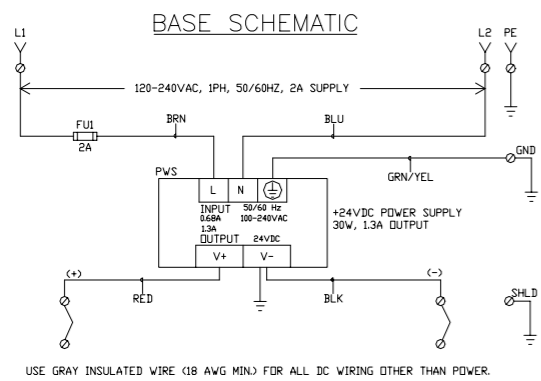 BASE SCHEMATIC
L1
L2 PE
120-240VAC, 1PH, 50/60HZ, 2A SUPPLY
FU1
2A
BRN
BLU
GND
GRN/YEL
PWS
L N
INPUT 50/60 Hz
0.68A 100-240VAC
1.3A
OUTPUT 24VDC
V+ V-
+24VDC POWER SUPPLY
30W, 1.3A OUTPUT
(+)
RED
BLK
(-)
SHLD
USE GRAY INSULATED WIRE (18 AWG MIN.) FOR ALL DC WIRING OTHER THAN POWER.